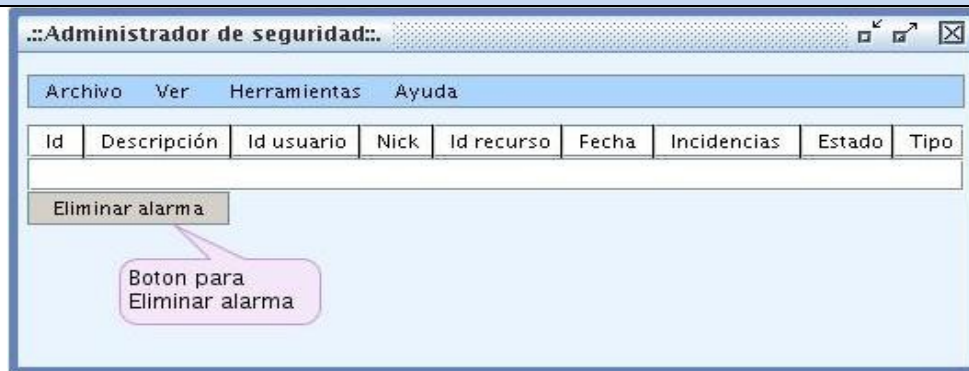 .::Administrador de seguridad::.
Archivo Ver Herramientas Ayuda
Id Descripción Id usuario Nick Id recurso Fecha Incidencias Estado Tipo
Eliminar alarma
Boton para
Eliminar alarma